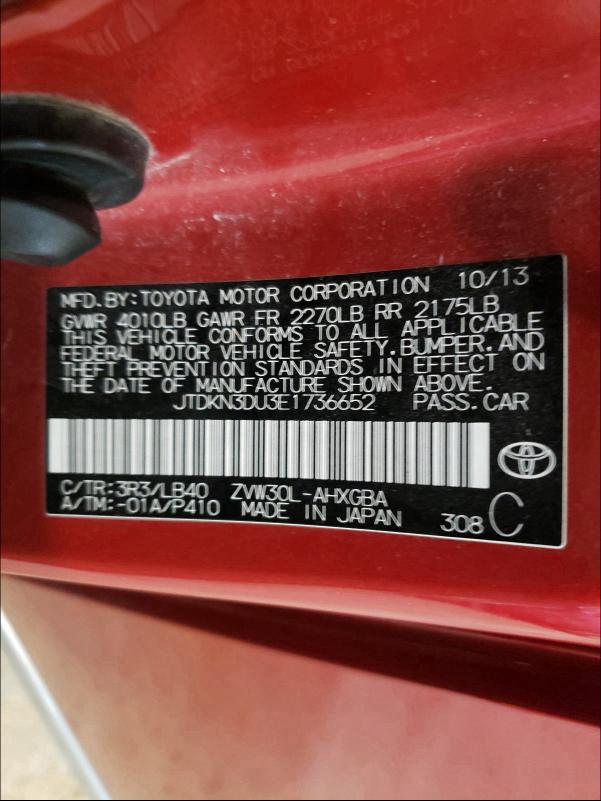 MFD.BY:TOYOTA MOTOR CORPORATION 10/13
GVWR 4010LB GAWR FR 2270LB RR 2175LB
THIS VEHICLE CONFORMS TO ALL APPLICABLE
FEDERAL MOTOR VEHICLE SAFETY.BUMPER.AND
THEFT PREVENTION STANDARDS IN EFFECT ON
THE DATE OF MANUFACTURE SHOWN ABOVE.
JTDKN3DU3E1736652 PASS.CAR
C/TR:3R3/LB40 ZVW30L-AHXGBA
A/TM:-01A/P410 MADE IN JAPAN 308 C